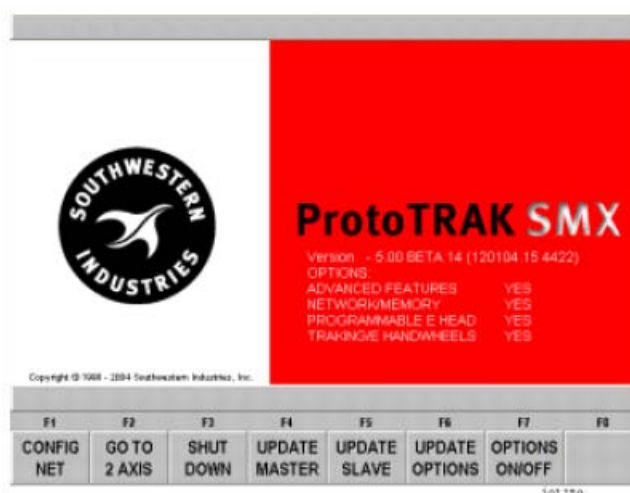 SOUTHWESTERN
INDUSTRIES
ProtoTRAK SMX
Version - 5.00 BETA 14 (120104.15 4422)
OPTIONS:
ADVANCED FEATURES YES
NETWORK/MEMORY YES
PROGRAMMABLE E HEAD YES
TRAKING/E HANDWHEELS YES
Copyright © - 2004 Southwestern Industries, Inc.
F1 F2 F3 F4 F5 F6 F7 F8
CONFIG GO TO SHUT UPDATE UPDATE UPDATE OPTIONS
NET 2 AXIS DOWN MASTER SLAVE OPTIONS ON/OFF